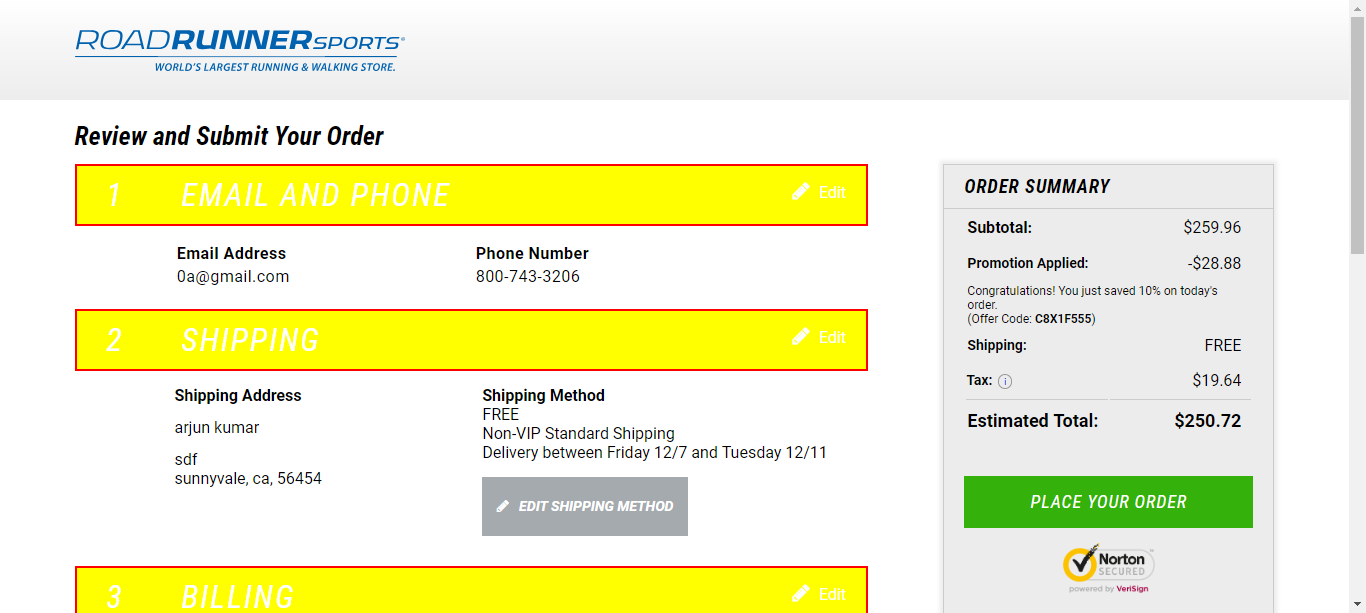 ROADRUNNERSPORTS®
WORLD'S LARGEST RUNNING & WALKING STORE.
Review and Submit Your Order
1 EMAIL AND PHONE Edit
Email Address Phone Number
0a@gmail.com 800-743-3206
2 SHIPPING Edit
Shipping Address
arjun kumar
sdf
sunnyvale, ca, 56454
Shipping Method
FREE
Non-VIP Standard Shipping
Delivery between Friday 12/7 and Tuesday 12/11
EDIT SHIPPING METHOD
3 BILLING Edit
ORDER SUMMARY
Subtotal: $259.96
Promotion Applied: -$28.88
Congratulations! You just saved 10% on today's
order.
(Offer Code: C8X1F555)
Shipping: FREE
Tax: i $19.64
Estimated Total: $250.72
PLACE YOUR ORDER
Norton™
SECURED
powered by VeriSign